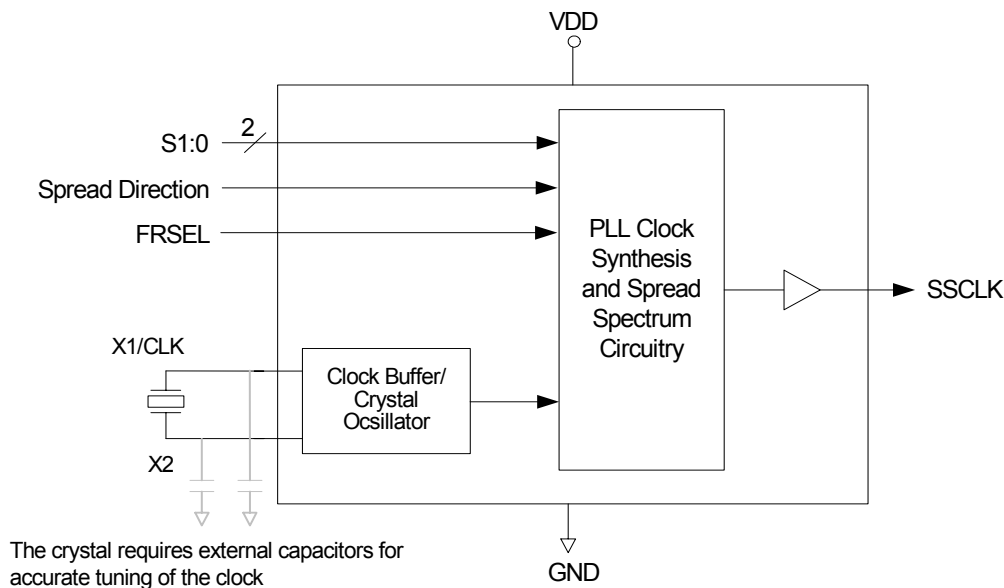 VDD
2
S1:0
Spread Direction
FRSEL
PLL Clock
Synthesis
and Spread
Spectrum
Circuitry
SSCLK
X1/CLK
Clock Buffer/
Crystal
Ocsillator
X2
The crystal requires external capacitors for
accurate tuning of the clock
GND